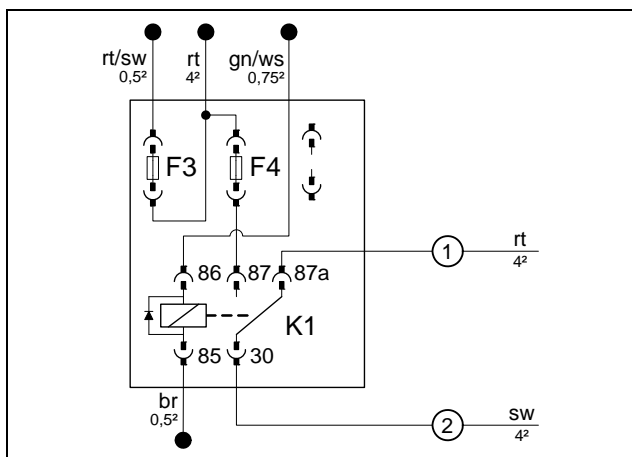 rt/sw
0,5²
rt
4²
gn/ws
0,75²
F3
F4
86
87
87a
1
rt
4²
K1
85
30
br
0,5²
2
sw
4²